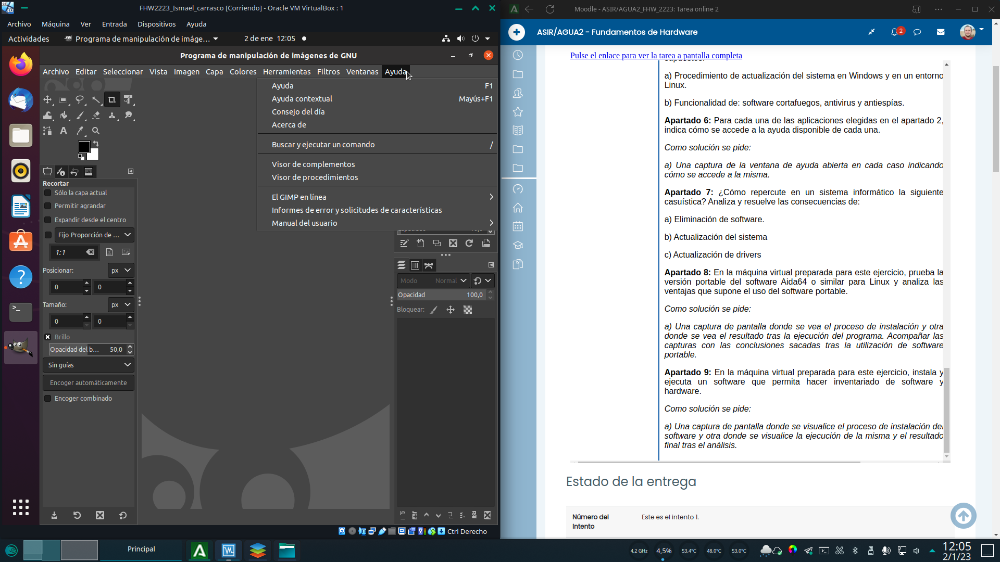 FHW2223_Ismael_carrasco [Corriendo] - Oracle VM VirtualBox : 1
Archivo Máquina Ver Entrada Dispositivos Ayuda
Actividades Programa de manipulación de imáge... 2 de ene 12:05
Programa de manipulación de imágenes de GNU
Archivo Editar Seleccionar Vista Imagen Capa Colores Herramientas Filtros Ventanas Ayuda
Ayuda F1
Ayuda contextual Mayús+F1
Consejo del día
Acerca de
Buscar y ejecutar un comando /
Visor de complementos
Visor de procedimientos
El GIMP en línea
Informes de error y solicitudes de características
Manual del usuario
Recortar
Sólo la capa actual
Permitir agrandar
Expandir desde el centro
Fijo Proporción de ...
1:1
Posicionar: px
0 0
Tamaño: px
0 0
Brillo
Opacidad del b... 50,0
Sin guías
Encoger automáticamente
Encoger combinado
Modo Normal
Opacidad 100,0
Bloquear:
Ctrl Derecho
Moodle - ASIR/AGUA2_FHW_2223: Tarea online 2
ASIR/AGUA2 - Fundamentos de Hardware
2
Pulse el enlace para ver la tarea a pantalla completa
supuestos:
a) Procedimiento de actualización del sistema en Windows y en un entorno
Linux.
b) Funcionalidad de: software cortafuegos, antivirus y antiespías.
Apartado 6: Para cada una de las aplicaciones elegidas en el apartado 2,
indica cómo se accede a la ayuda disponible de cada una.
Como solución se pide:
a) Una captura de la ventana de ayuda abierta en cada caso indicando
cómo se accede a la misma.
Apartado 7: ¿Cómo repercute en un sistema informático la siguiente
casuística? Analiza y resuelve las consecuencias de:
a) Eliminación de software.
b) Actualización del sistema
c) Actualización de drivers
Apartado 8: En la máquina virtual preparada para este ejercicio, prueba la
versión portable del software Aida64 o similar para Linux y analiza las
ventajas que supone el uso del software portable.
Como solución se pide:
a) Una captura de pantalla donde se vea el proceso de instalación y otra
donde se vea el resultado tras la ejecución del programa. Acompañar las
capturas con las conclusiones sacadas tras la utilización de software
portable.
Apartado 9: En la máquina virtual preparada para este ejercicio, instala y
ejecuta un software que permita hacer inventariado de software y
hardware.
Como solución se pide:
a) Una captura de pantalla donde se visualice el proceso de instalación del
software y otra donde se visualice la ejecución de la misma y el resultado
final tras el análisis.
Estado de la entrega
Número del
Intento
Este es el intento 1.
Principal
4,2 GHz 4,5% 53,4°C 48,0°C 53,0°C
12:05
2/1/23